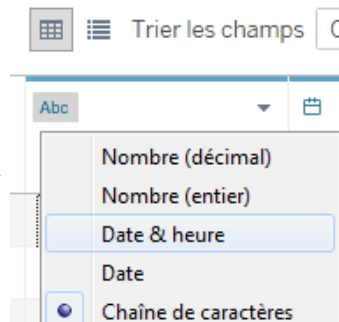 Trier les champs
Abc
Nombre (décimal)
Nombre (entier)
Date & heure
Date
Chaîne de caractères